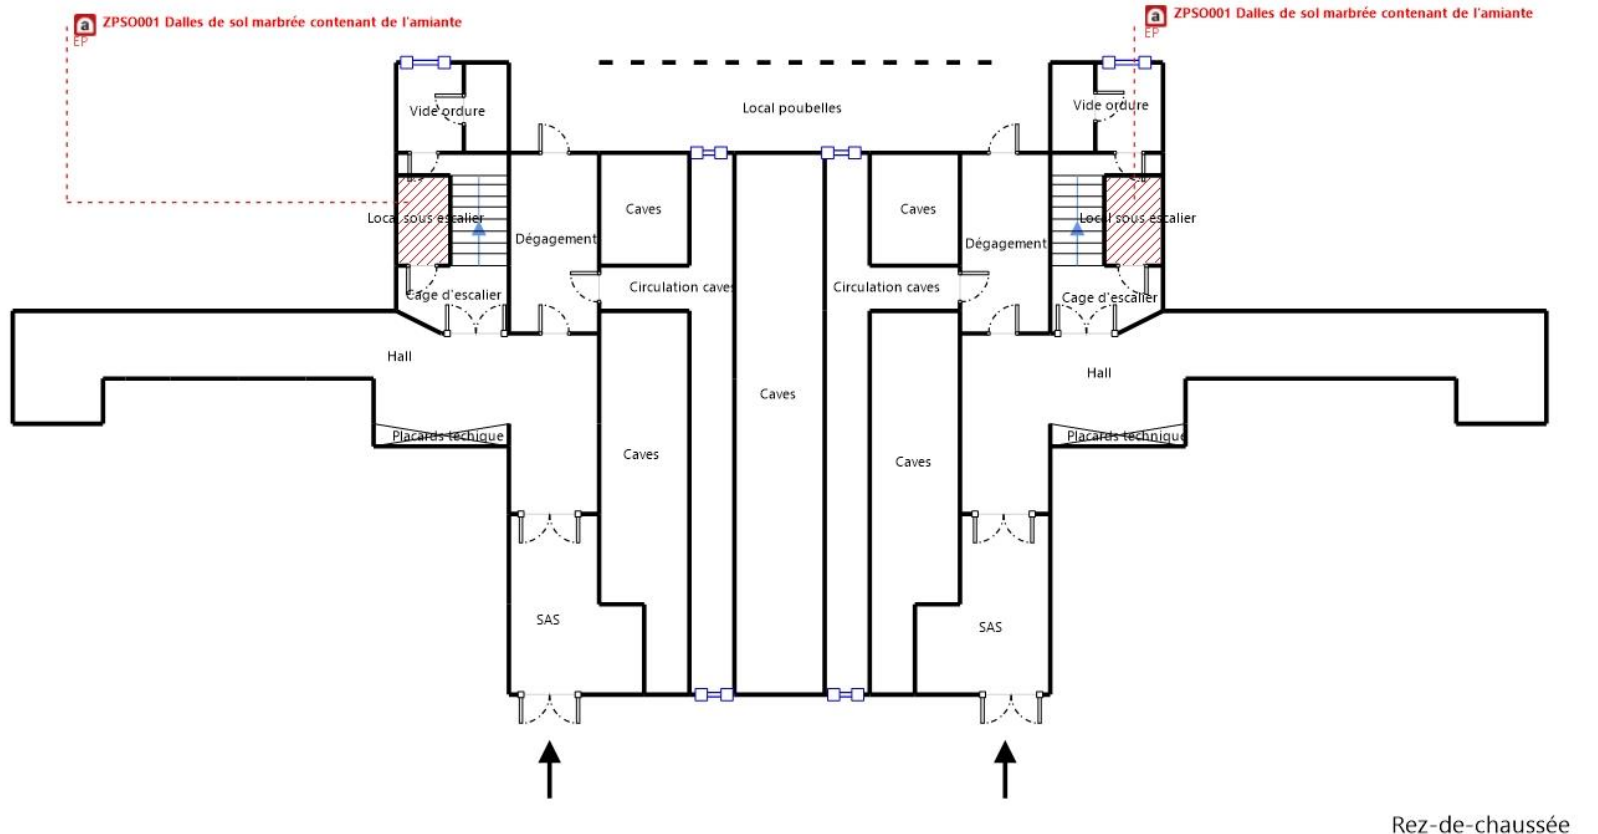 a ZPSO001 Dalles de sol marbrée contenant de l'amiante
EP
a ZPSO001 Dalles de sol marbrée contenant de l'amiante
EP
Vide ordure
Local poubelles
Vide ordure
Caves
Caves
Local sous escalier
Local sous escalier
Dégagement
Dégagement
Circulation caves
Circulation caves
Cage d'escalier
Cage d'escalier
Hall
Hall
Caves
Placards téchique
Placards technique
Caves
Caves
SAS
SAS
Rez-de-chaussée